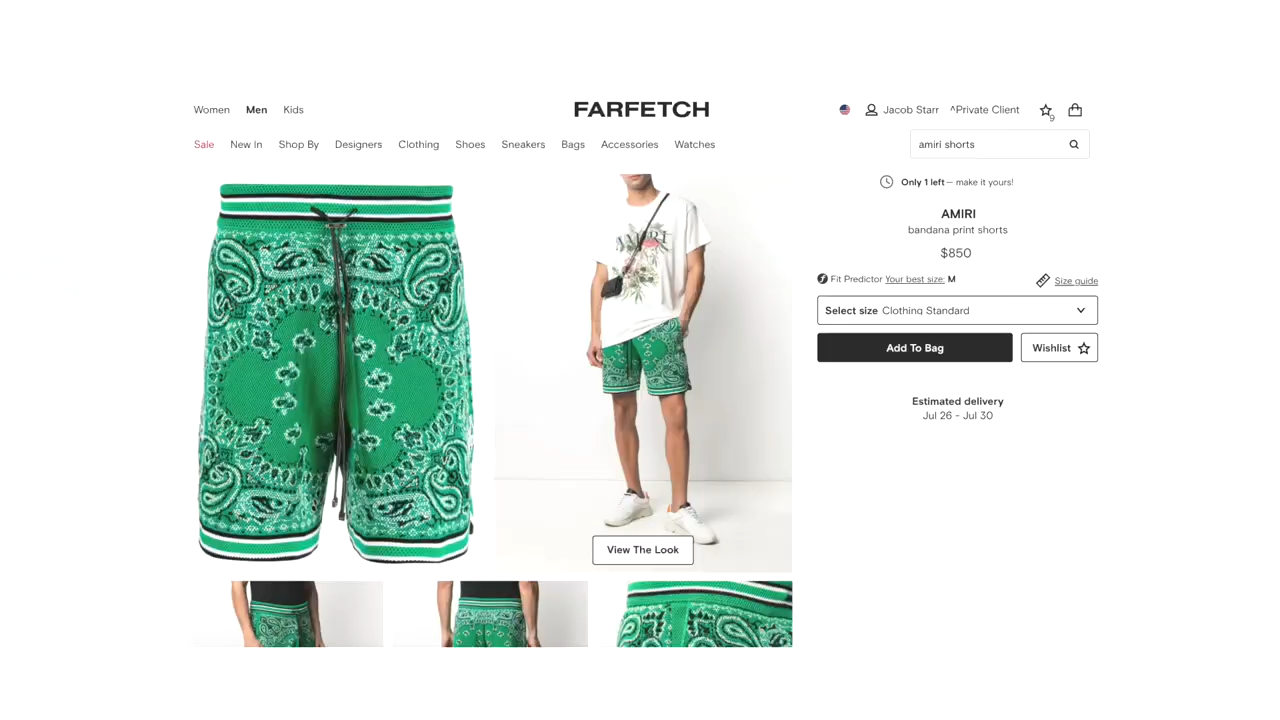 Women Men Kids
FARFETCH
Jacob Starr ^Private Client 9
Sale New In Shop By Designers Clothing Shoes Sneakers Bags Accessories Watches
amiri shorts
Only 1 left — make it yours!
AMIRI
bandana print shorts
$850
Fit Predictor Your best size: M
Size guide
Select size Clothing Standard
Add To Bag
Wishlist
Estimated delivery
Jul 26 - Jul 30
AMIRI
View The Look